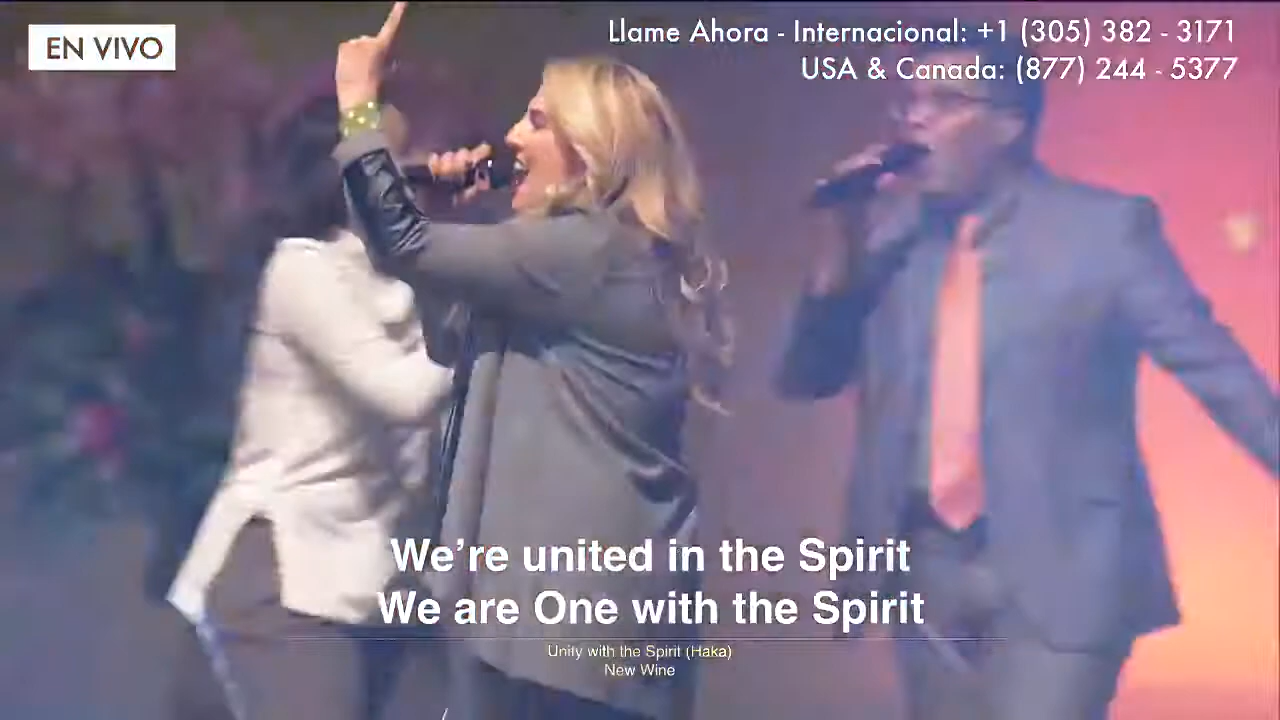 EN VIVO
Llame Ahora - Internacional: +1 (305) 382 - 3171
USA & Canada: (877) 244 - 5377
We're united in the Spirit
We are One with the Spirit
Unity with the Spirit (Haka)
New Wine